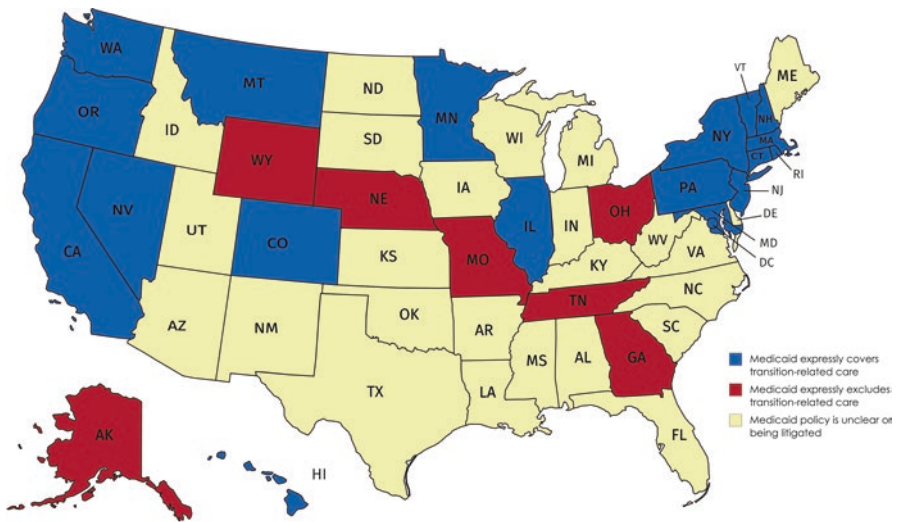 WA
MT
ND
MN
ME
VT
OR
ID
SD
WI
MI
NY
NH
MA
CT
RI
WY
IA
PA
NJ
NE
OH
DE
NV
UT
CO
IL
IN
WV
MD
DC
CA
KS
MO
KY
VA
AZ
NM
OK
AR
TN
NC
SC
MS
AL
GA
TX
LA
FL
AK
HI
Medicaid expressly covers
transition-related care
Medicaid expressly excludes
transition-related care
Medicaid policy is unclear or
being litigated